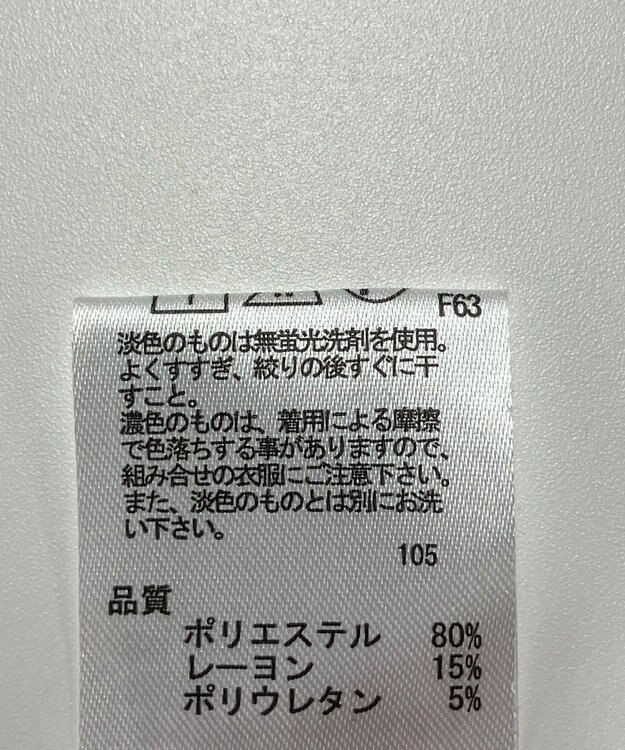 F63
淡色のものは無蛍光洗剤を使用。
よくすすぎ、絞りの後すぐに干
すこと。
濃色のものは、着用による摩擦
で色落ちする事がありますので、
組み合せの衣服にご注意下さい。
また、淡色のものとは別にお洗
い下さい。
105
品質
ポリエステル 80%
レーヨン 15%
ポリウレタン 5%